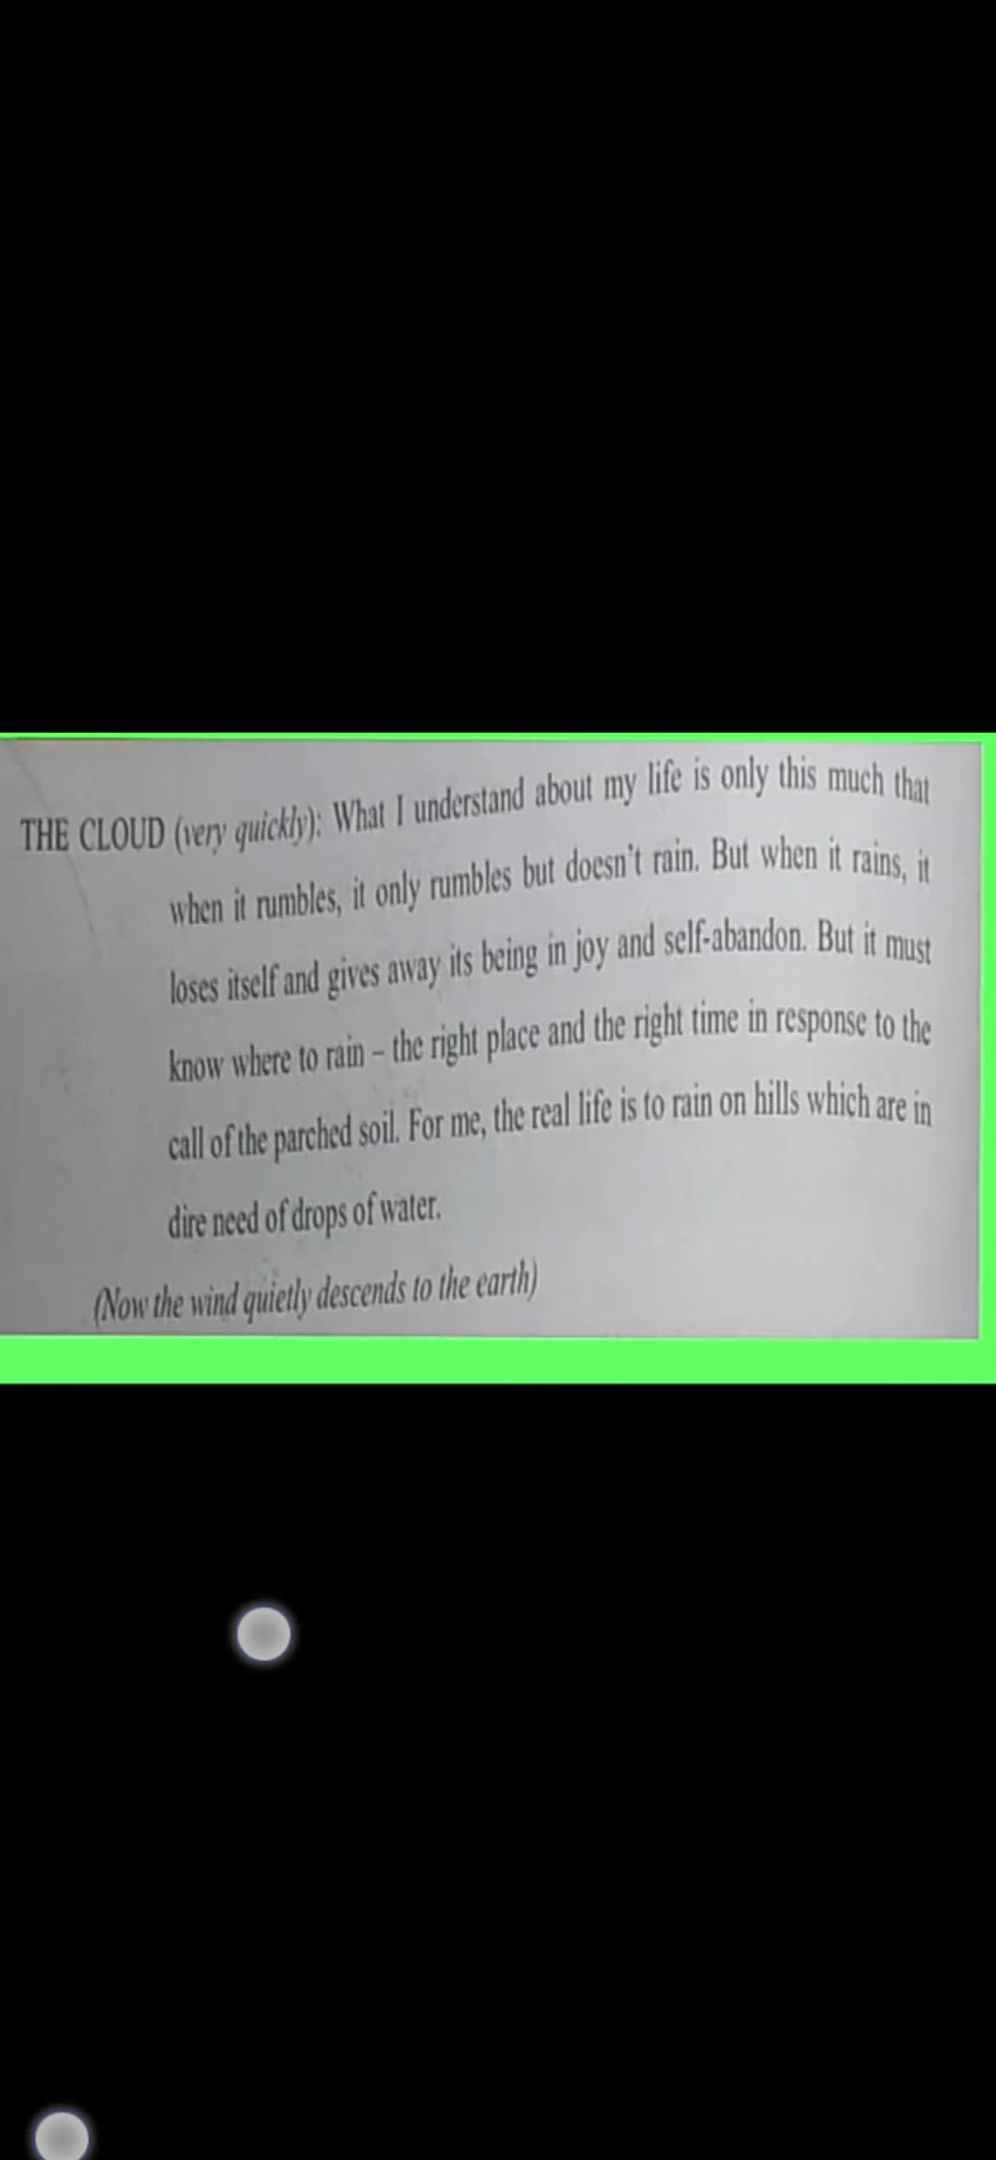 THE CLOUD (very quickly): What I understand about my life is only this much that
when it rumbles, it only rumbles but doesn't rain. But when it rains, it
loses itself and gives away its being in joy and self-abandon. But it must
know where to rain – the right place and the right time in response to the
call of the parched soil. For me, the real life is to rain on hills which are in
dire need of drops of water.
(Now the wind quietly descends to the earth)